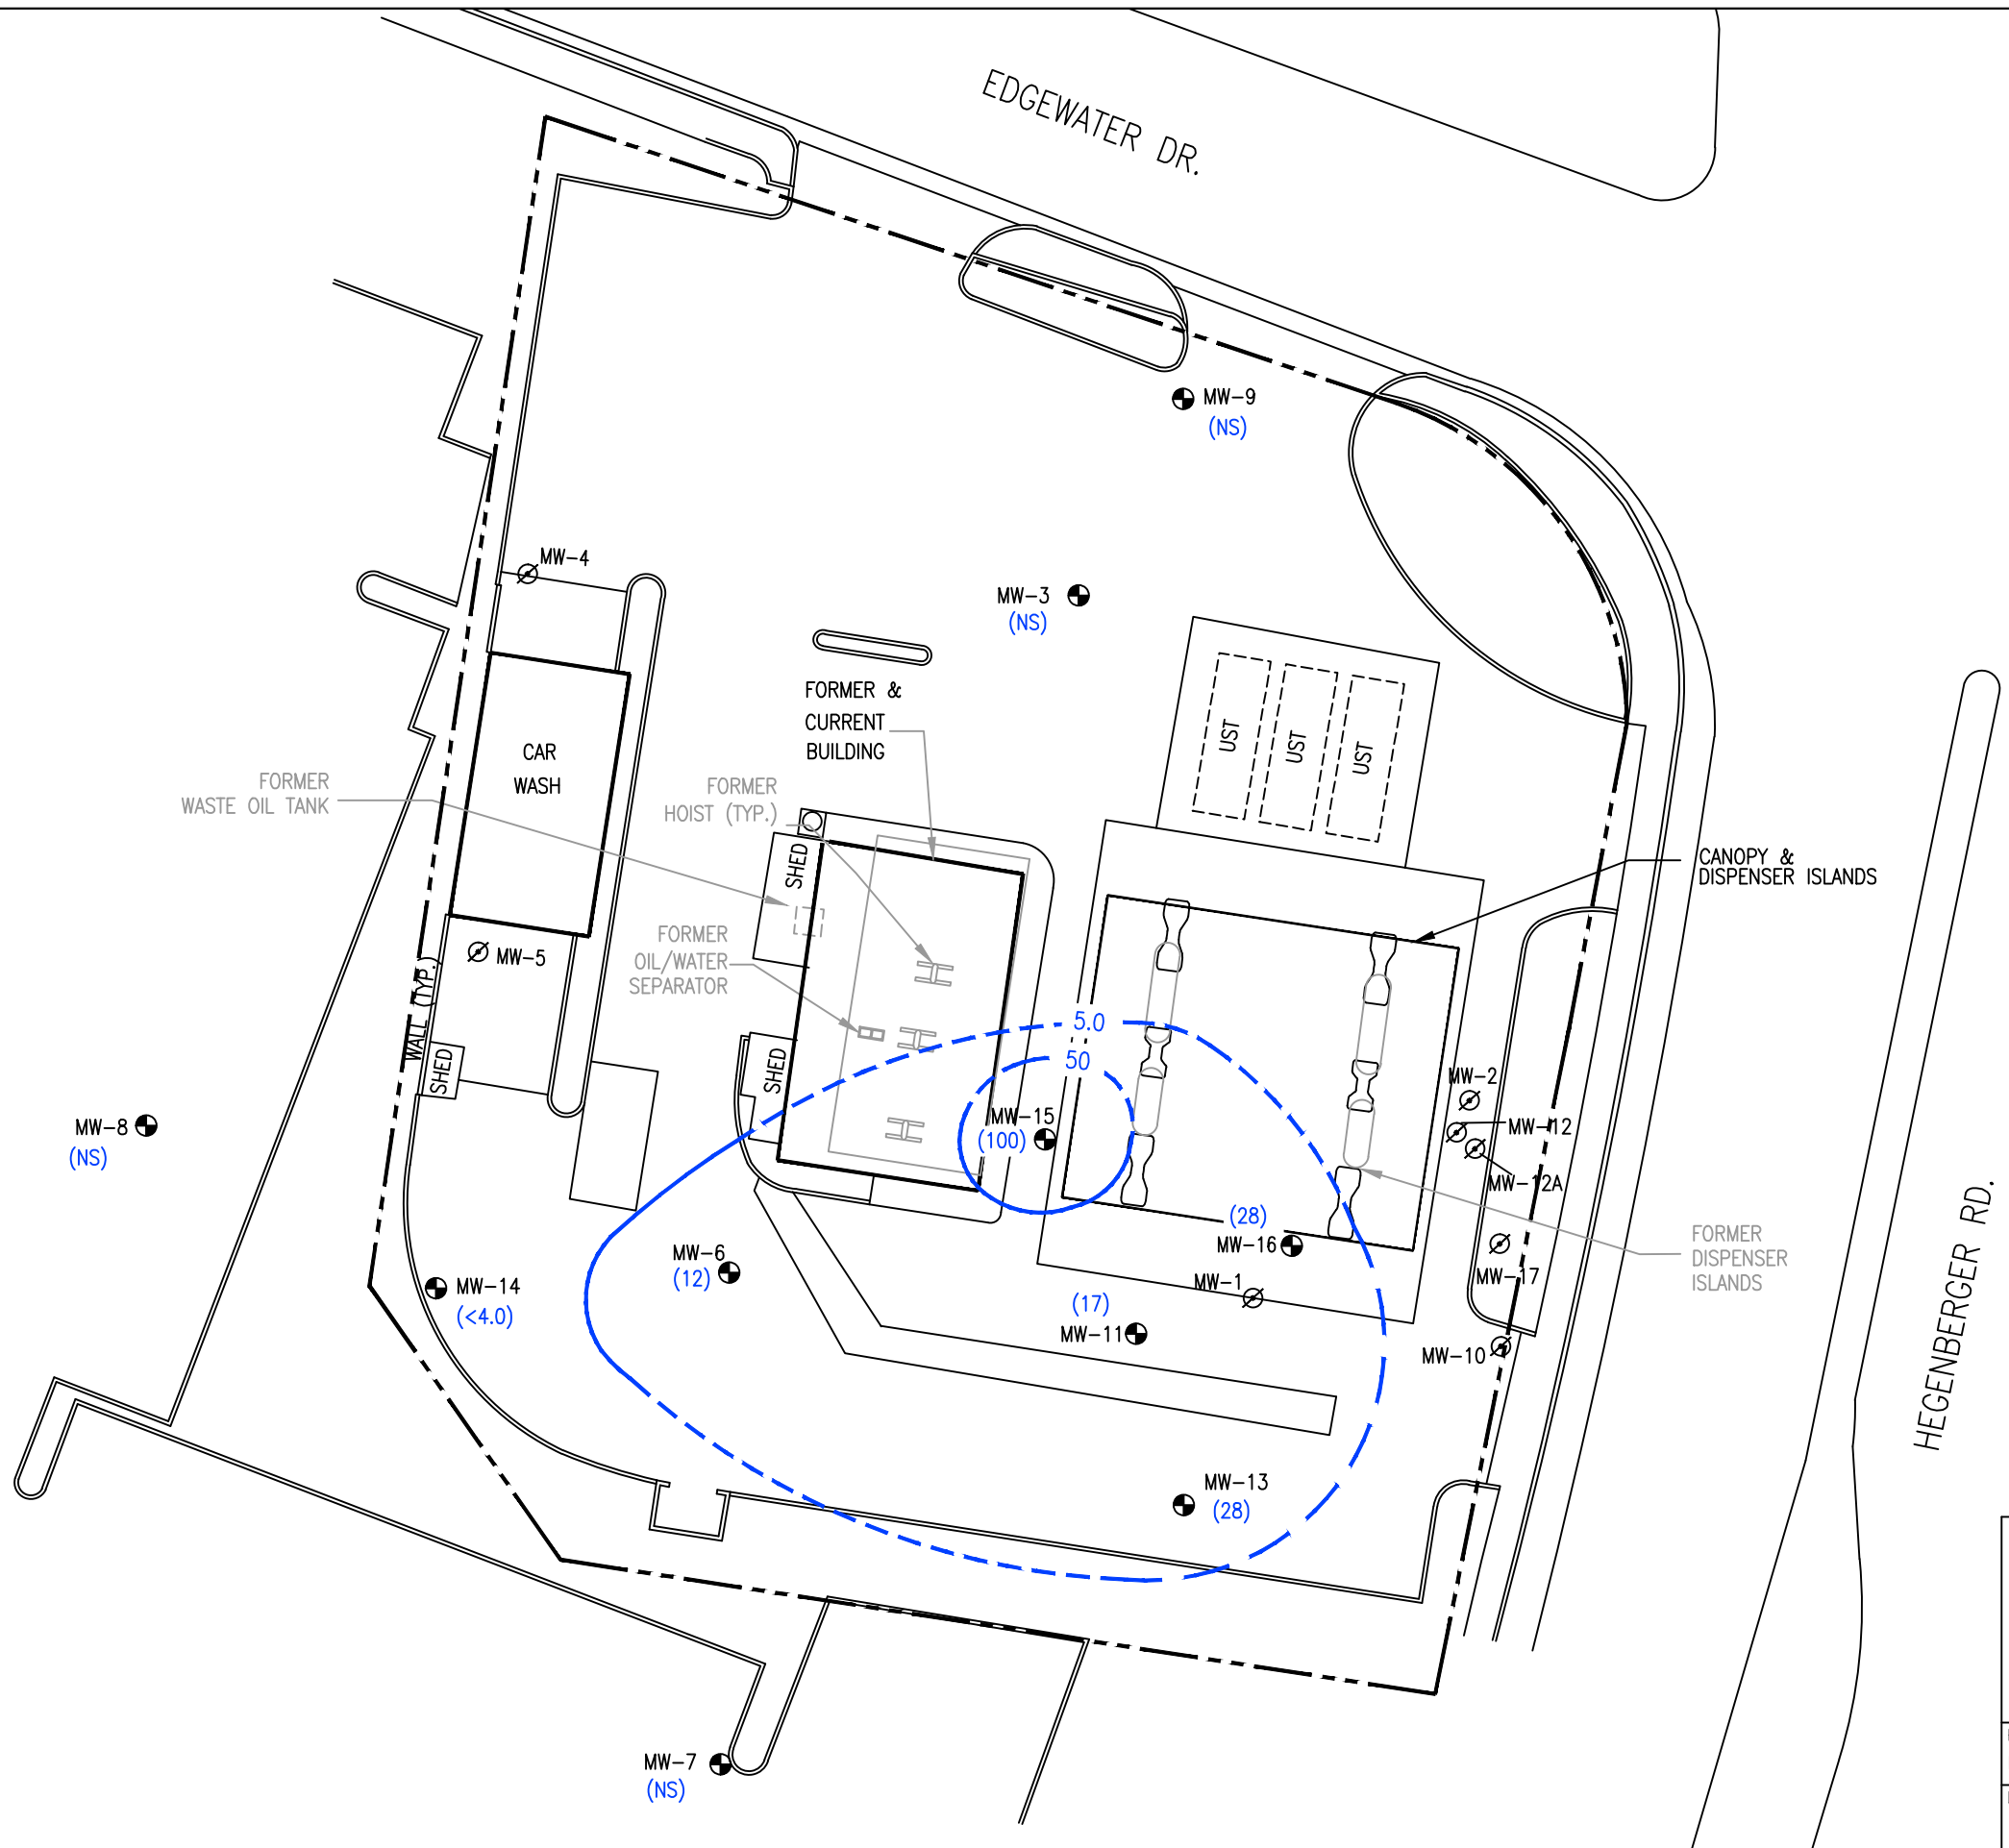 EDGEWATER DR.
MW-9
(NS)
MW-4
MW-3
(NS)
FORMER &
CURRENT
BUILDING
UST
UST
UST
CAR
WASH
FORMER
WASTE OIL TANK
FORMER
HOIST (TYP.)
SHED
CANOPY &
DISPENSER ISLANDS
FORMER
OIL/WATER
SEPARATOR
MW-5
WALL (TYP.)
SHED
SHED
5.0
50
MW-15
(100)
MW-2
MW-12
MW-12A
MW-8
(NS)
HEGENBERGER RD.
(28)
MW-16
MW-6
(12)
MW-14
(<4.0)
MW-1
MW-17
FORMER
DISPENSER
ISLANDS
(17)
MW-11
MW-10
MW-13
(28)
MW-7
(NS)